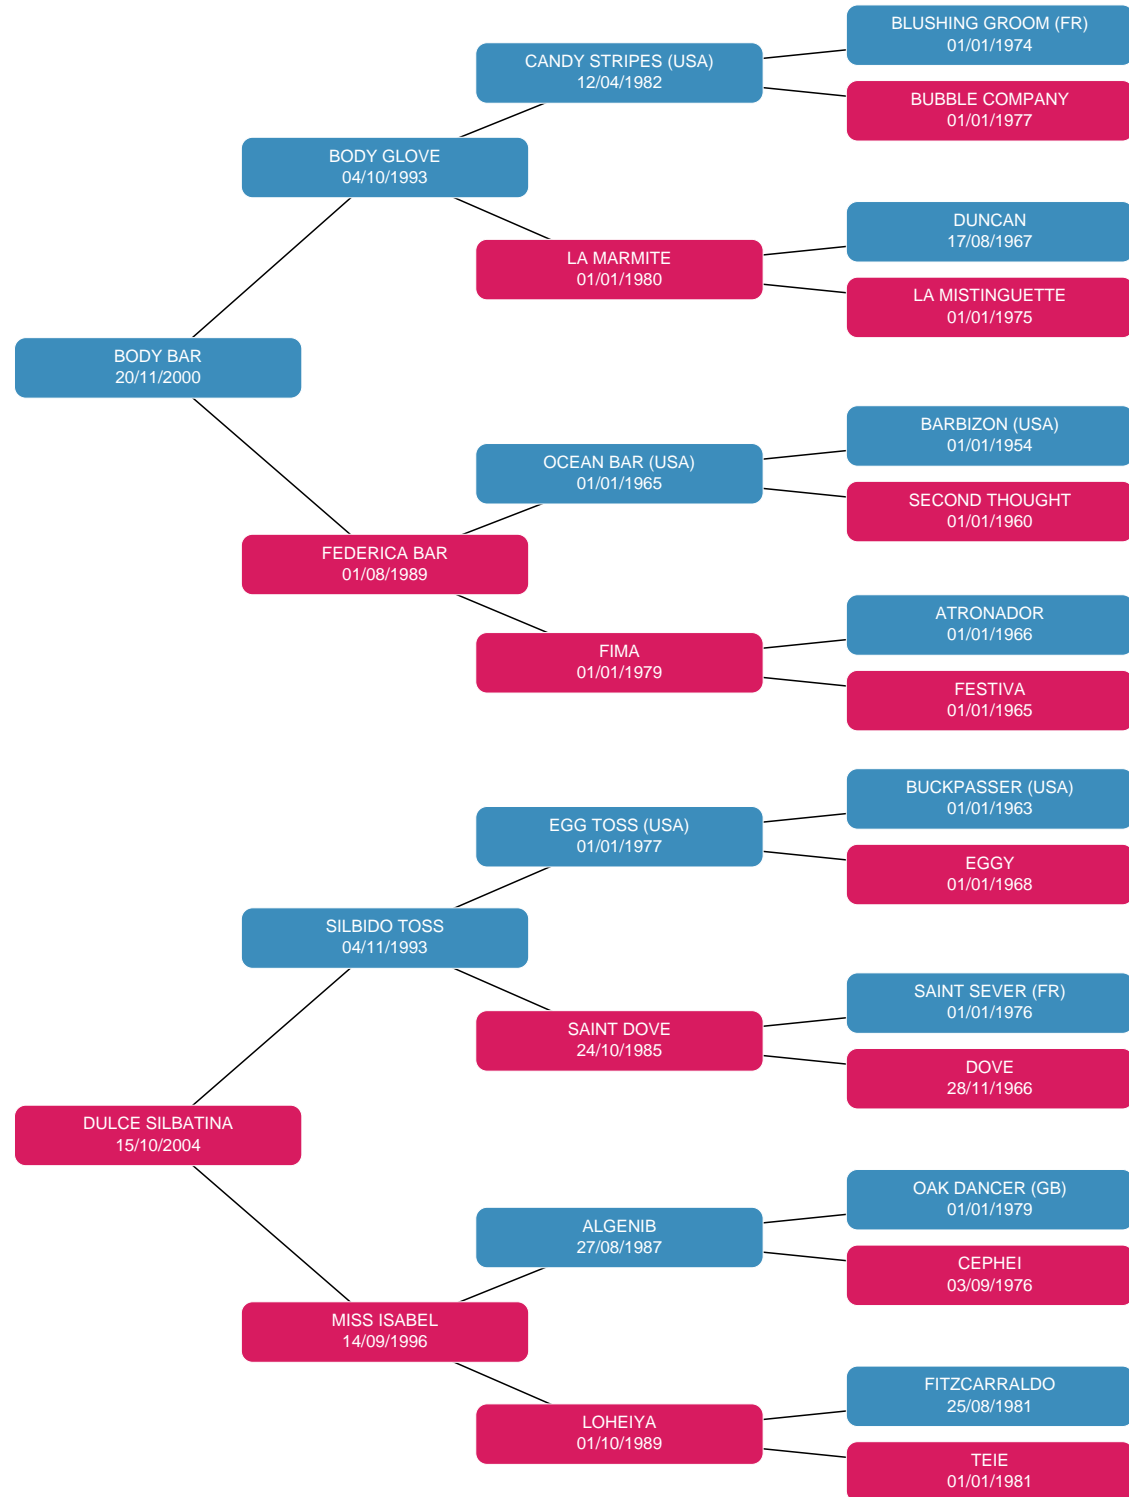 BLUSHING GROOM (FR)
01/01/1974
CANDY STRIPES (USA)
12/04/1982
BUBBLE COMPANY
01/01/1977
BODY GLOVE
04/10/1993
DUNCAN
17/08/1967
LA MARMITE
01/01/1980
LA MISTINGUETTE
01/01/1975
BODY BAR
20/11/2000
BARBIZON (USA)
01/01/1954
OCEAN BAR (USA)
01/01/1965
SECOND THOUGHT
01/01/1960
FEDERICA BAR
01/08/1989
ATRONADOR
01/01/1966
FIMA
01/01/1979
FESTIVA
01/01/1965
BUCKPASSER (USA)
01/01/1963
EGG TOSS (USA)
01/01/1977
EGGY
01/01/1968
SILBIDO TOSS
04/11/1993
SAINT SEVER (FR)
01/01/1976
SAINT DOVE
24/10/1985
DOVE
28/11/1966
DULCE SILBATINA
15/10/2004
OAK DANCER (GB)
01/01/1979
ALGENIB
27/08/1987
CEPHEI
03/09/1976
MISS ISABEL
14/09/1996
FITZCARRALDO
25/08/1981
LOHEIYA
01/10/1989
TEIE
01/01/1981